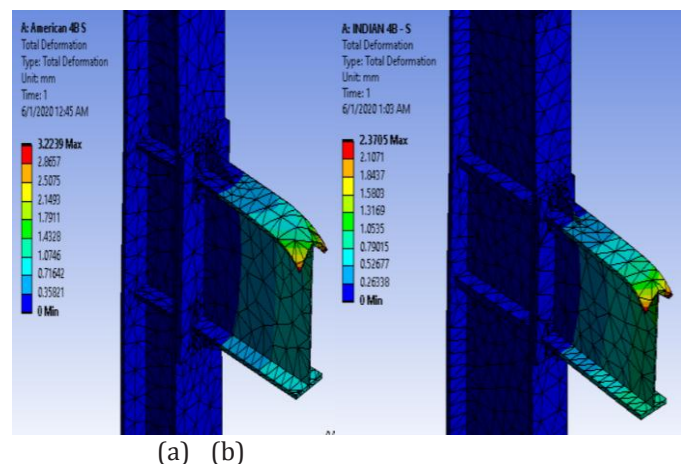 A: American 4B S
Total Deformation
Type: Total Deformation
Unit: mm
Time: 1
6/1/2020 12:45 AM
3.2239 Max
2.8657
2.5075
2.1493
1.7911
1.4328
1.0746
0.71642
0.35821
0 Min
A: INDIAN 4B - S
Total Deformation
Type: Total Deformation
Unit: mm
Time: 1
6/1/2020 1:03 AM
2.3705 Max
2.1071
1.8437
1.5803
1.3169
1.0535
0.79015
0.52677
0.26338
0 Min
(a) (b)